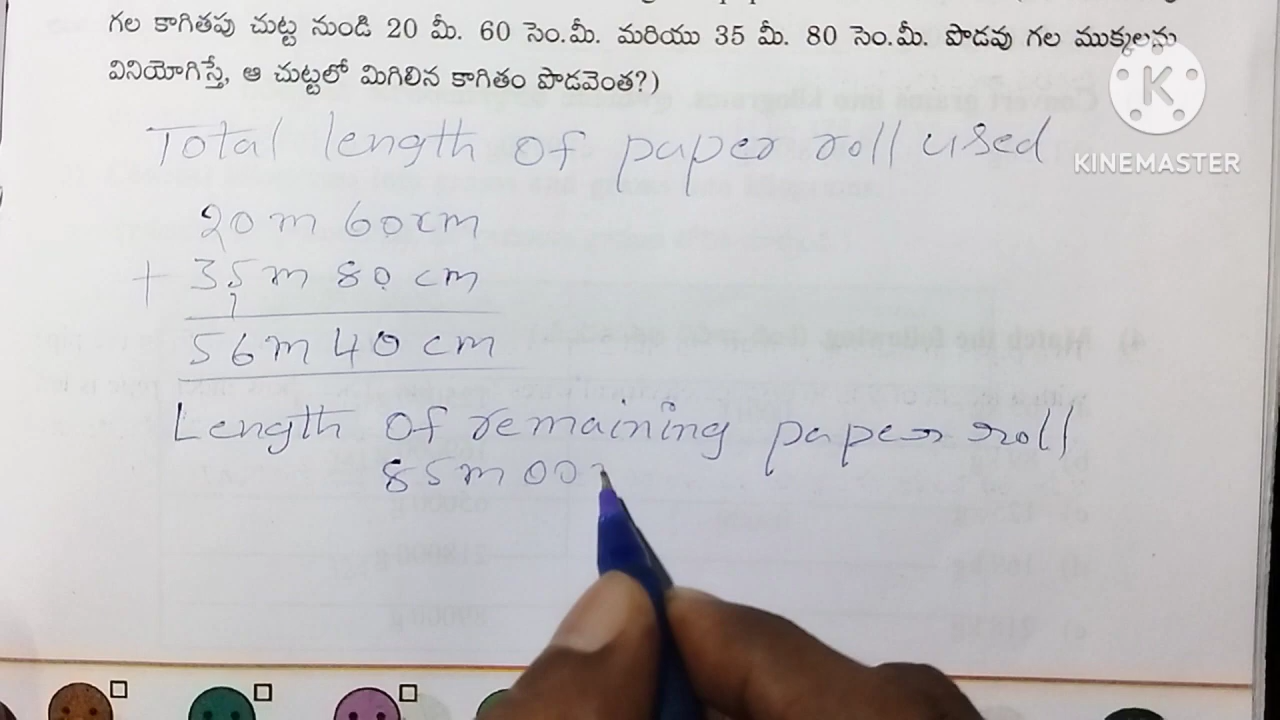 గల కాగితపు చుట్ట నుండి 20 మీ. 60 సెం.మీ. మరియు 35 మీ. 80 సెం.మీ. పొడవు గల ముక్కలను
వినియోగిస్తే, ఆ చుట్టలో మిగిలిన కాగితం పొడవెంత?)
K
KINEMASTER
Total length of paper roll used
20 m 60 cm
+ 35 m 80 cm
56 m 40 cm
Length of remaining paper roll
85 m 00